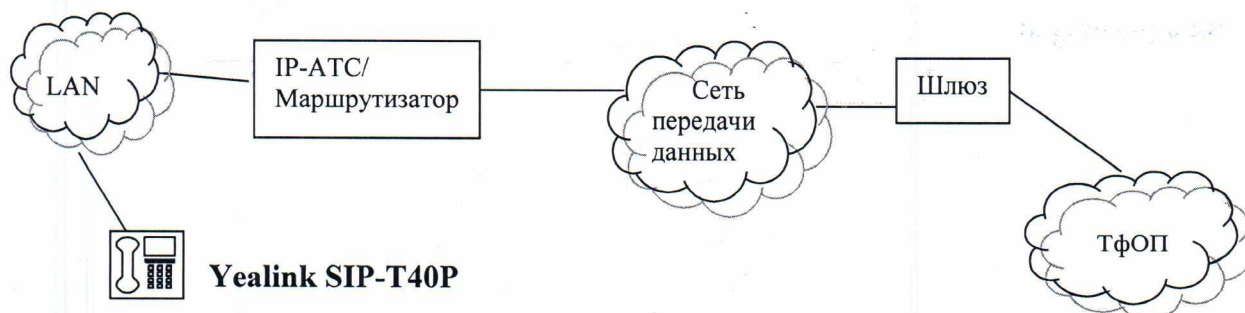 LAN
IP-АТС/
Маршрутизатор
Сеть
передачи
данных
Шлюз
ТфОП
Yealink SIP-T40P